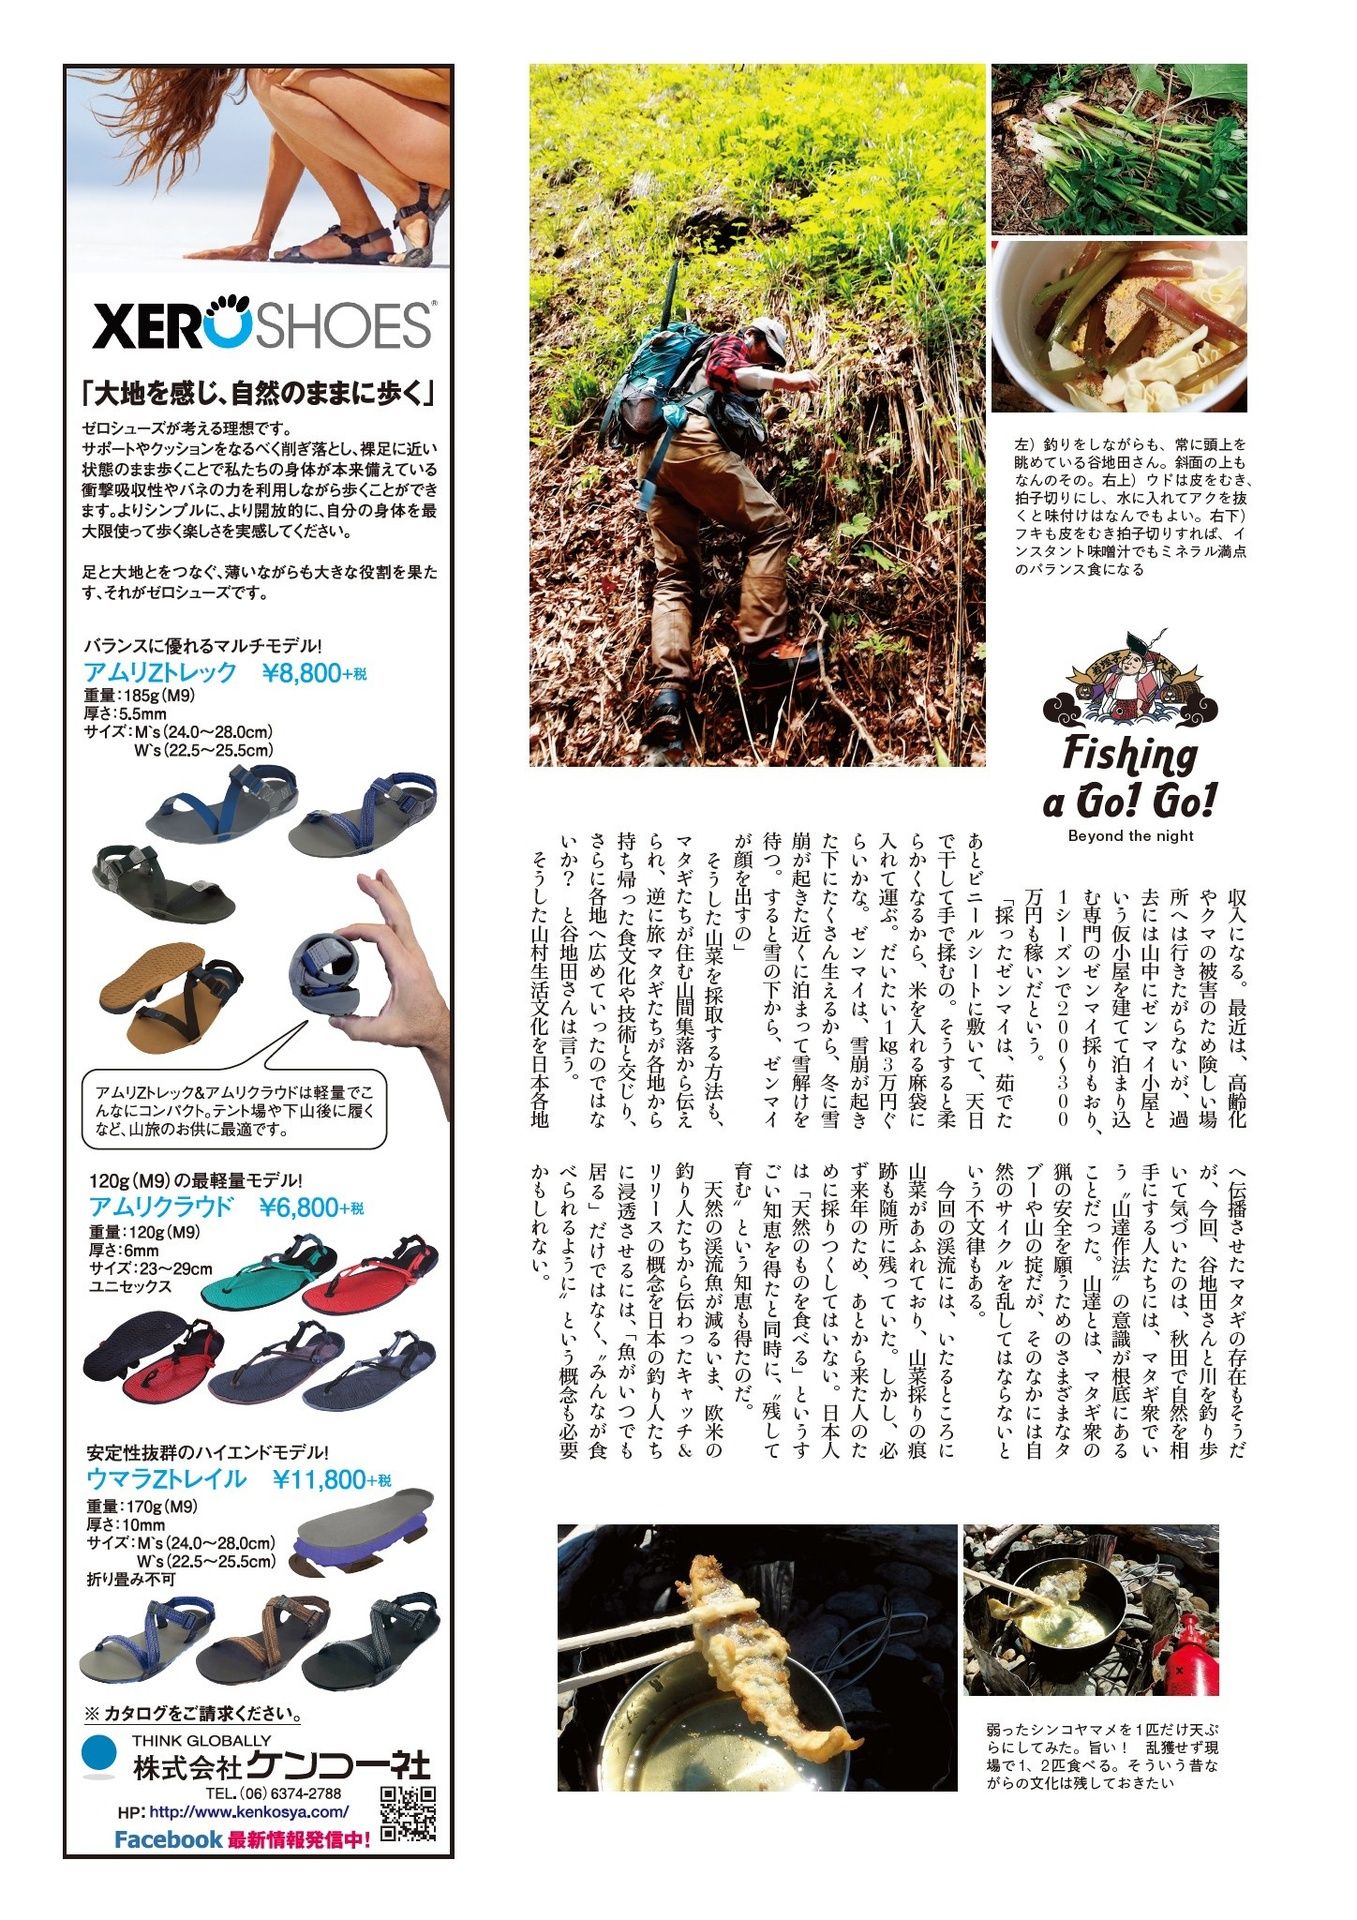 XEROSHOES®
「大地を感じ、自然のままに歩く」
ゼロシューズが考える理想です。
サポートやクッションをなるべく削ぎ落とし、裸足に近い
状態のまま歩くことで私たちの身体が本来備えている
衝撃吸収性やバネの力を利用しながら歩くことができ
ます。よりシンプルに、より開放的に、自分の身体を最
大限使って歩く楽しさを実感してください。
足と大地とをつなぐ、薄いながらも大きな役割を果た
す、それがゼロシューズです。
バランスに優れるマルチモデル!
アムリZトレック ¥8,800+税
重量：185g（M9）
厚さ：5.5mm
サイズ：M`s（24.0〜28.0cm）
W`s（22.5〜25.5cm）
アムリZトレック&アムリクラウドは軽量でこ
んなにコンパクト。テント場や下山後に履く
など、山旅のお供に最適です。
120g（M9）の最軽量モデル!
アムリクラウド ¥6,800+税
重量：120g（M9）
厚さ：6mm
サイズ：23〜29cm
ユニセックス
安定性抜群のハイエンドモデル!
ウマラZトレイル ¥11,800+税
重量：170g（M9）
厚さ：10mm
サイズ：M`s（24.0〜28.0cm）
W`s（22.5〜25.5cm）
折り畳み不可
※ カタログをご請求ください。
THINK GLOBALLY
株式会社ケンコー社
TEL.（06）6374-2788
HP：http://www.kenkosya.com/
Facebook 最新情報発信中!
左）釣りをしながらも、常に頭上を
眺めている谷地田さん。斜面の上も
なんのその。右上）ウドは皮をむき、
拍子切りにし、水に入れてアクを抜
くと味付けはなんでもよい。右下）
フキも皮をむき拍子切りすれば、イ
ンスタント味噌汁でもミネラル満点
のバランス食になる
Fishing
a Go! Go!
Beyond the night
収入になる。最近は、高齢化
やクマの被害のため険しい場
所へは行きたがらないが、過
去には山中にゼンマイ小屋と
いう仮小屋を建てて泊まり込
む専門のゼンマイ採りもおり、
1シーズンで200〜300
万円も稼いだという。
「採ったゼンマイは、茹でた
あとビニールシートに敷いて、天日
で干して手で揉むの。そうすると柔
らかくなるから、米を入れる麻袋に
入れて運ぶ。だいたい1kg3万円ぐ
らいかな。ゼンマイは、雪崩が起き
た下にたくさん生えるから、冬に雪
崩が起きた近くに泊まって雪解けを
待つ。すると雪の下から、ゼンマイ
が顔を出すの」
そうした山菜を採取する方法も、
マタギたちが住む山間集落から伝え
られ、逆に旅マタギたちが各地から
持ち帰った食文化や技術と交じり、
さらに各地へ広めていったのではな
いか？ と谷地田さんは言う。
そうした山村生活文化を日本各地
へ伝播させたマタギの存在もそうだ
が、今回、谷地田さんと川を釣り歩
いて気づいたのは、秋田で自然を相
手にする人たちには、マタギ衆でい
う〝山達作法〟の意識が根底にある
ことだった。山達とは、マタギ衆の
猟の安全を願うためのさまざまなタ
ブーや山の掟だが、そのなかには自
然のサイクルを乱してはならないと
いう不文律もある。
今回の渓流には、いたるところに
山菜があふれており、山菜採りの痕
跡も随所に残っていた。しかし、必
ず来年のため、あとから来た人のた
めに採りつくしてはいない。日本人
は「天然のものを食べる」というす
ごい知恵を得たと同時に、〝残して
育む〟という知恵も得たのだ。
天然の渓流魚が減るいま、欧米の
釣り人たちから伝わったキャッチ&
リリースの概念を日本の釣り人たち
に浸透させるには、「魚がいつでも
居る」だけではなく、〝みんなが食
べられるように〟という概念も必要
かもしれない。
弱ったシンコヤマメを1匹だけ天ぷ
らにしてみた。旨い！ 乱獲せず現
場で1、2匹食べる。そういう昔な
がらの文化は残しておきたい